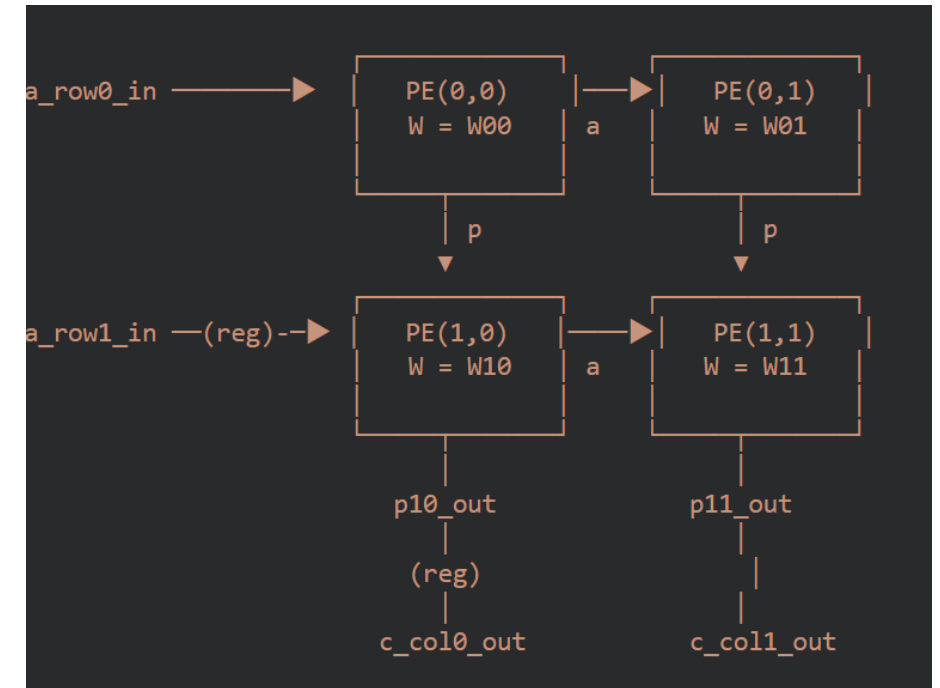 a_row0_in PE(0,0) PE(0,1)
W = W00 a W = W01
p p
a_row1_in (reg) PE(1,0) PE(1,1)
W = W10 a W = W11
p10_out p11_out
(reg)
c_col0_out c_col1_out